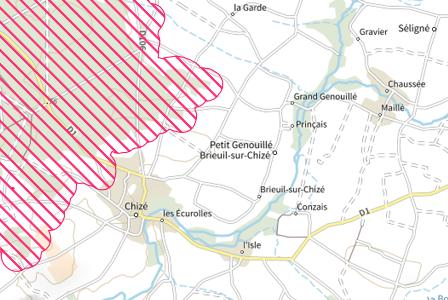 la Garde
D106
Gravier
Séligné
Chaussée
Grand Genouillé
Maillé
Prinçais
D1
Petit Genouillé
Brieuil-sur-Chizé
Brieuil-sur-Chizé
Chizé
les Écurolles
Conzais
D1
l'Isle